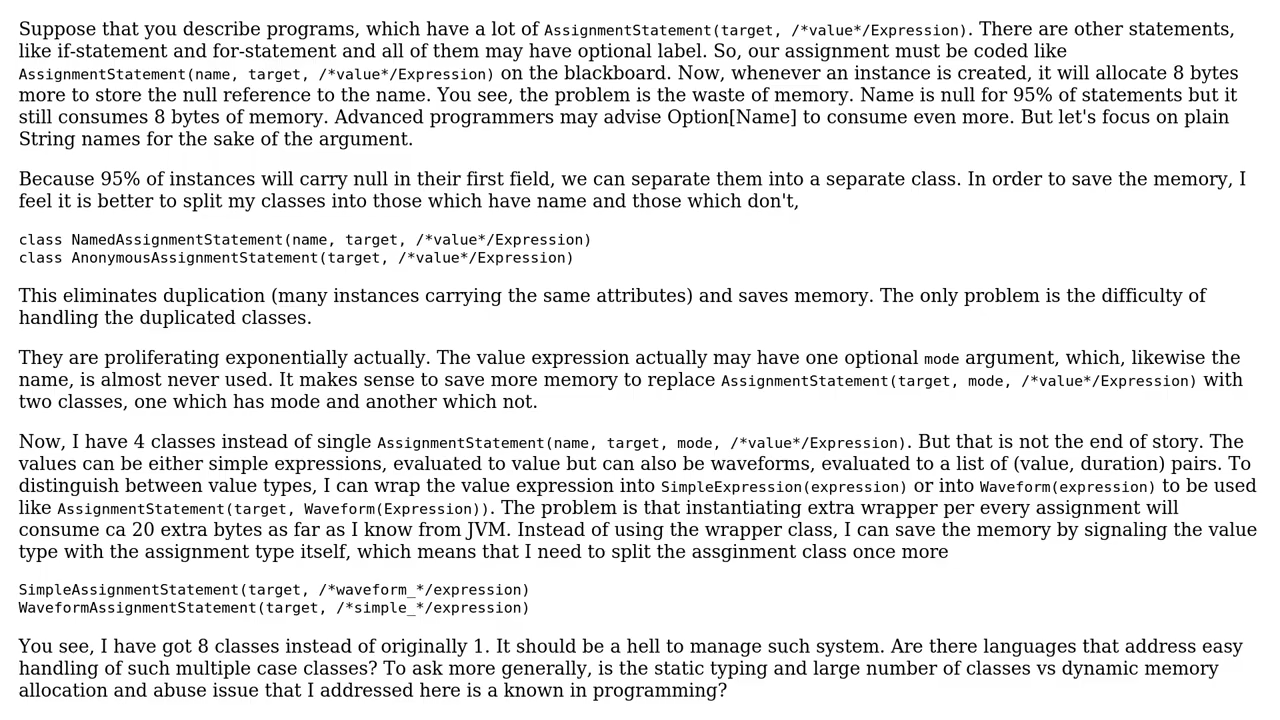 Suppose that you describe programs, which have a lot of AssignmentStatement(target, /*value*/Expression). There are other statements,
like if-statement and for-statement and all of them may have optional label. So, our assignment must be coded like
AssignmentStatement(name, target, /*value*/Expression) on the blackboard. Now, whenever an instance is created, it will allocate 8 bytes
more to store the null reference to the name. You see, the problem is the waste of memory. Name is null for 95% of statements but it
still consumes 8 bytes of memory. Advanced programmers may advise Option[Name] to consume even more. But let's focus on plain
String names for the sake of the argument.
Because 95% of instances will carry null in their first field, we can separate them into a separate class. In order to save the memory, I
feel it is better to split my classes into those which have name and those which don't,
class NamedAssignmentStatement(name, target, /*value*/Expression)
class AnonymousAssignmentStatement(target, /*value*/Expression)
This eliminates duplication (many instances carrying the same attributes) and saves memory. The only problem is the difficulty of
handling the duplicated classes.
They are proliferating exponentially actually. The value expression actually may have one optional mode argument, which, likewise the
name, is almost never used. It makes sense to save more memory to replace AssignmentStatement(target, mode, /*value*/Expression) with
two classes, one which has mode and another which not.
Now, I have 4 classes instead of single AssignmentStatement(name, target, mode, /*value*/Expression). But that is not the end of story. The
values can be either simple expressions, evaluated to value but can also be waveforms, evaluated to a list of (value, duration) pairs. To
distinguish between value types, I can wrap the value expression into SimpleExpression(expression) or into Waveform(expression) to be used
like AssignmentStatement(target, Waveform(Expression)). The problem is that instantiating extra wrapper per every assignment will
consume ca 20 extra bytes as far as I know from JVM. Instead of using the wrapper class, I can save the memory by signaling the value
type with the assignment type itself, which means that I need to split the assginment class once more
SimpleAssignmentStatement(target, /*waveform_*/expression)
WaveformAssignmentStatement(target, /*simple_*/expression)
You see, I have got 8 classes instead of originally 1. It should be a hell to manage such system. Are there languages that address easy
handling of such multiple case classes? To ask more generally, is the static typing and large number of classes vs dynamic memory
allocation and abuse issue that I addressed here is a known in programming?